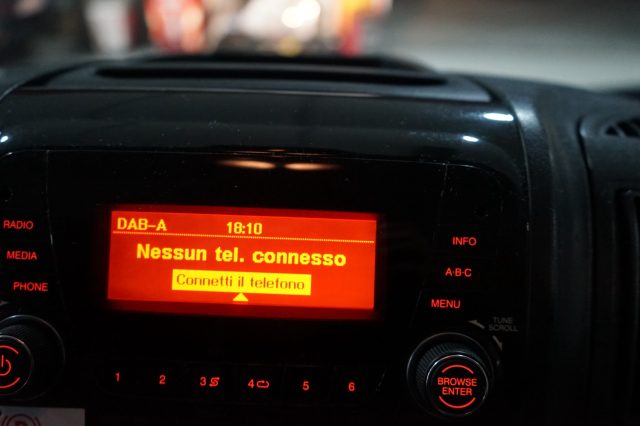 DAB-A 18:10
Nessun tel. connesso
Connetti il telefono
RADIO
MEDIA
PHONE
INFO
A·B·C
MENU
TUNE
SCROLL
BROWSE
ENTER
1 2 3 4 5 6